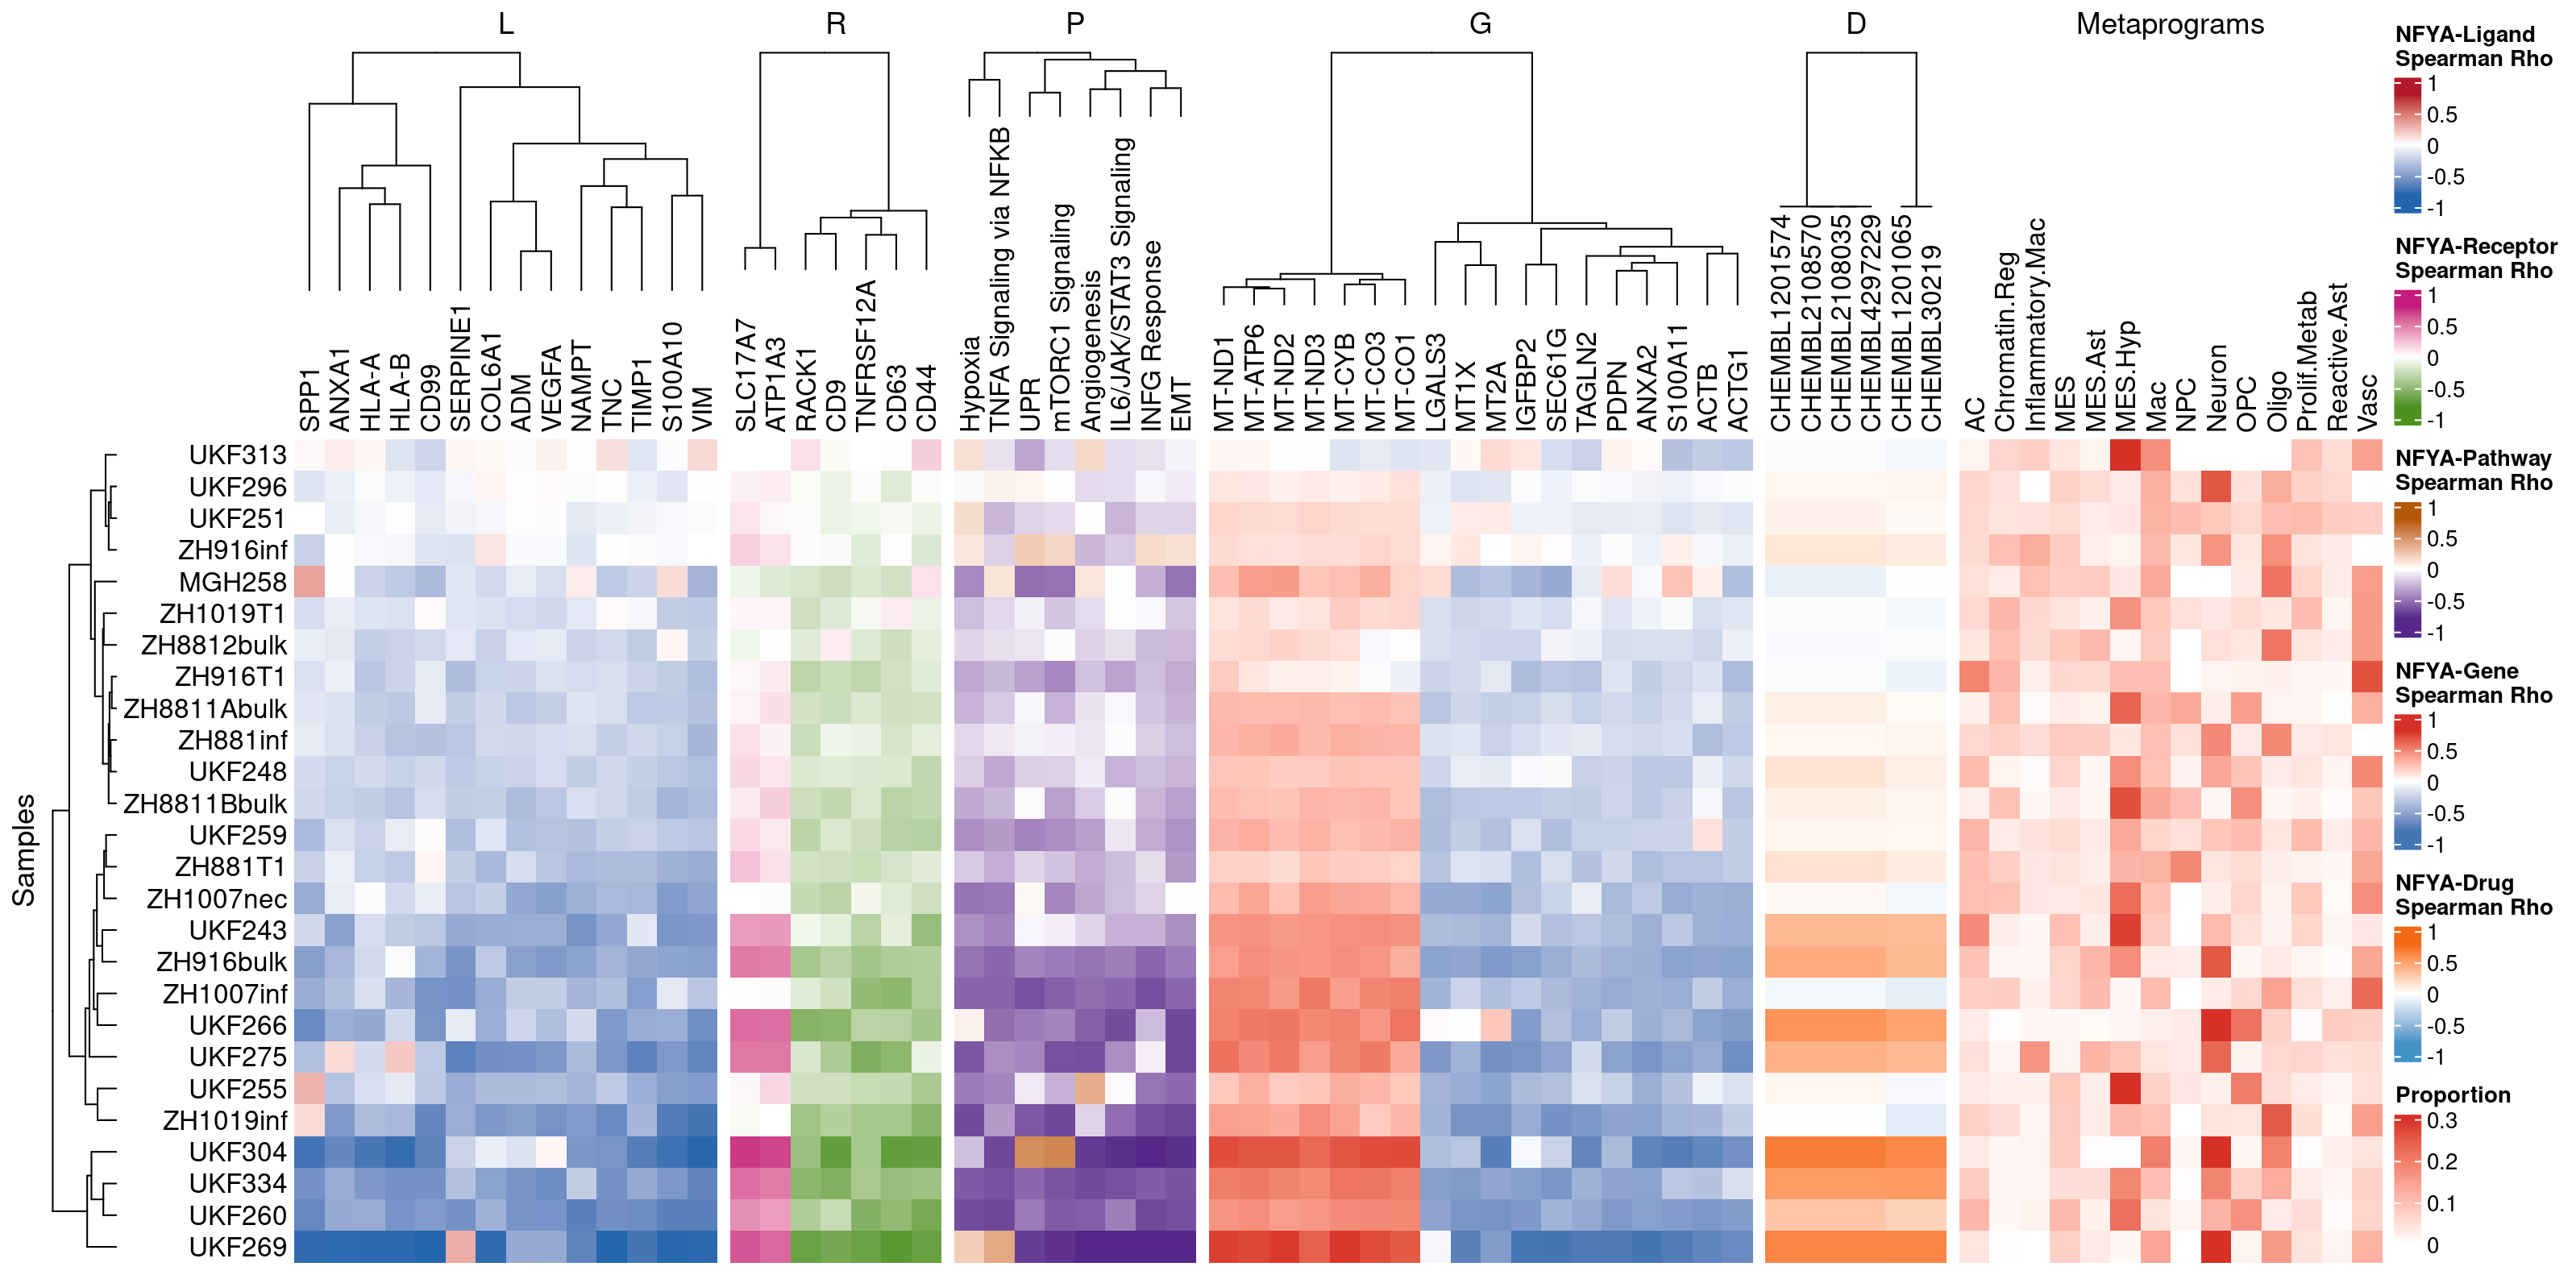 L
R
P
G
D
Metaprograms
SPP1
ANXA1
HLA-A
HLA-B
CD99
SERPINE1
COL6A1
ADM
VEGFA
NAMPT
TNC
TIMP1
S100A10
VIM
SLC17A7
ATP1A3
RACK1
CD9
TNFRSF12A
CD63
CD44
Hypoxia
TNFA Signaling via NFKB
UPR
mTORC1 Signaling
Angiogenesis
IL6/JAK/STAT3 Signaling
INFG Response
EMT
MT-ND1
MT-ATP6
MT-ND2
MT-ND3
MT-CYB
MT-CO3
MT-CO1
LGALS3
MT1X
MT2A
IGFBP2
SEC61G
TAGLN2
PDPN
ANXA2
S100A11
ACTB
ACTG1
CHEMBL1201574
CHEMBL2108570
CHEMBL2108035
CHEMBL4297229
CHEMBL1201065
CHEMBL30219
AC
Chromatin.Reg
Inflammatory.Mac
MES
MES.Ast
MES.Hyp
Mac
NPC
Neuron
OPC
Oligo
Prolif.Metab
Reactive.Ast
Vasc
Samples
UKF313
UKF296
UKF251
ZH916inf
MGH258
ZH1019T1
ZH8812bulk
ZH916T1
ZH8811Abulk
ZH881inf
UKF248
ZH8811Bbulk
UKF259
ZH881T1
ZH1007nec
UKF243
ZH916bulk
ZH1007inf
UKF266
UKF275
UKF255
ZH1019inf
UKF304
UKF334
UKF260
UKF269
NFYA-Ligand
Spearman Rho
1
0.5
0
-0.5
-1
NFYA-Receptor
Spearman Rho
1
0.5
0
-0.5
-1
NFYA-Pathway
Spearman Rho
1
0.5
0
-0.5
-1
NFYA-Gene
Spearman Rho
1
0.5
0
-0.5
-1
NFYA-Drug
Spearman Rho
1
0.5
0
-0.5
-1
Proportion
0.3
0.2
0.1
0